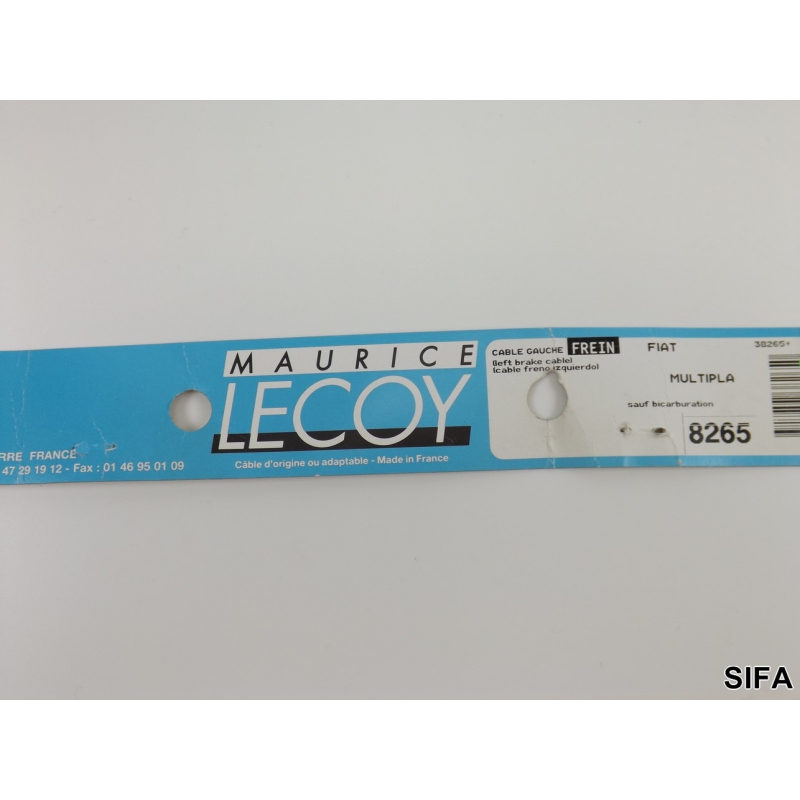 MAURICE
LECOY
Câble d'origine ou adaptable - Made in France
RRE FRANCE
47 29 19 12 - Fax : 01 46 95 01 09
CABLE GAUCHE FREIN
(left brake cable)
(cable freno izquierdo)
FIAT
38265*
MULTIPLA
sauf bicarburation
8265
SIFA